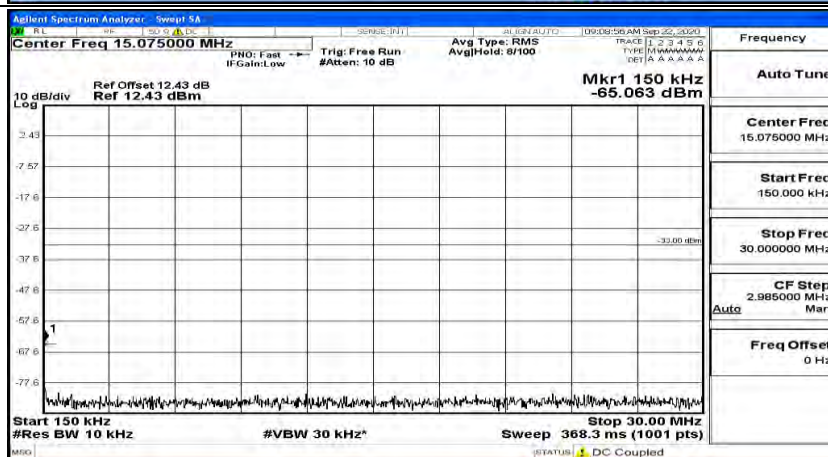 Agilent Spectrum Analyzer - Swept SA
RL RF 50 Ω DC SENSE:INT ALIGN AUTO 09:08:56 AM Sep 22, 2020
Center Freq 15.075000 MHz
PNO: Fast
IFGain:Low
Trig: Free Run
#Atten: 10 dB
Avg Type: RMS
Avg|Hold: 8/100
TRACE 1 2 3 4 5 6
TYPE M
DET A A A A A A
Ref Offset 12.43 dB
10 dB/div Ref 12.43 dBm
Log
Mkr1 150 kHz
-65.063 dBm
2.43
-7.57
-17.6
-27.6
-33.00 dBm
-37.6
-47.6
-57.6
1
-67.6
-77.6
Start 150 kHz
Stop 30.00 MHz
#Res BW 10 kHz
#VBW 30 kHz*
Sweep 368.3 ms (1001 pts)
MSG
STATUS DC Coupled
Frequency
Auto Tune
Center Freq
15.075000 MHz
Start Freq
150.000 kHz
Stop Freq
30.000000 MHz
CF Step
2.985000 MHz
Auto Man
Freq Offset
0 Hz